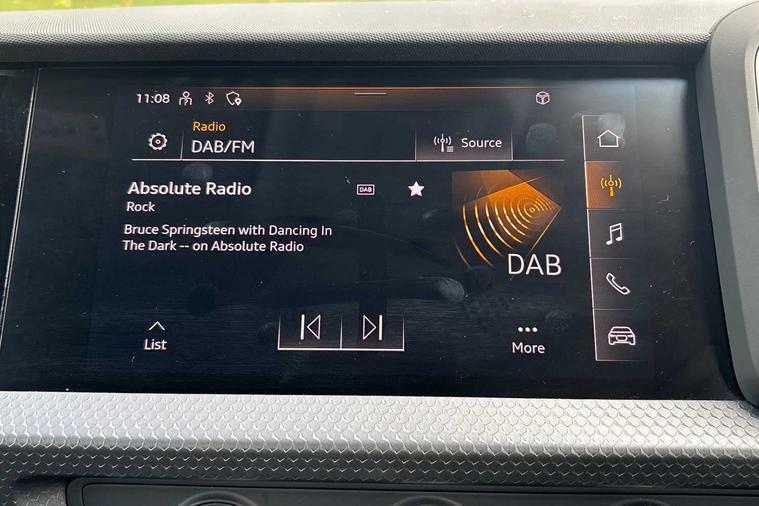 11:08
Radio
DAB/FM
Source
Absolute Radio
DAB
Rock
Bruce Springsteen with Dancing In
The Dark -- on Absolute Radio
DAB
List
More